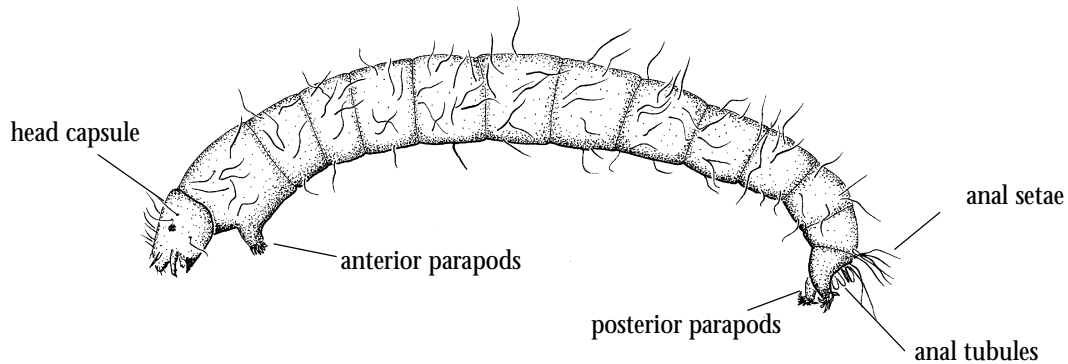 head capsule
anal setae
anterior parapods
posterior parapods
anal tubules